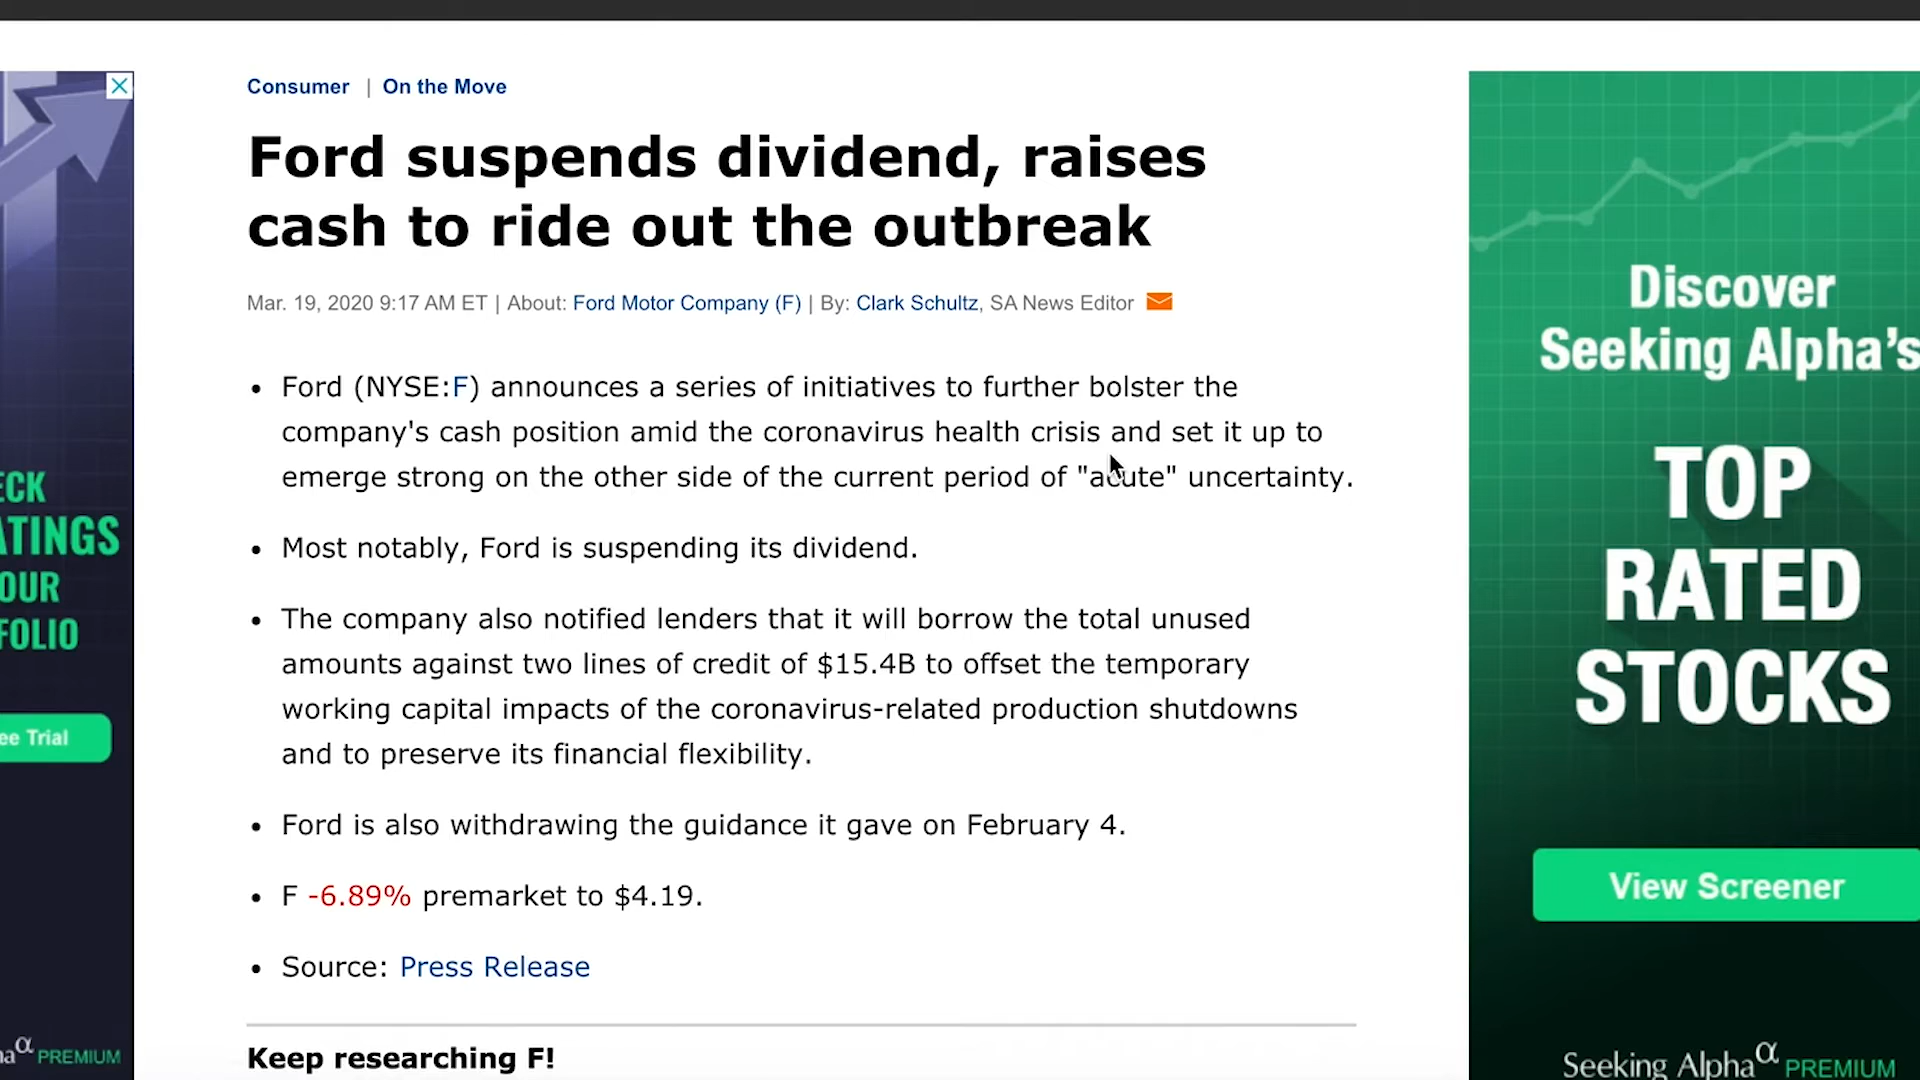 Consumer | On the Move
Ford suspends dividend, raises
cash to ride out the outbreak
Mar. 19, 2020 9:17 AM ET | About: Ford Motor Company (F) | By: Clark Schultz, SA News Editor
• Ford (NYSE:F) announces a series of initiatives to further bolster the
company's cash position amid the coronavirus health crisis and set it up to
emerge strong on the other side of the current period of "acute" uncertainty.
• Most notably, Ford is suspending its dividend.
• The company also notified lenders that it will borrow the total unused
amounts against two lines of credit of $15.4B to offset the temporary
working capital impacts of the coronavirus-related production shutdowns
and to preserve its financial flexibility.
• Ford is also withdrawing the guidance it gave on February 4.
• F -6.89% premarket to $4.19.
• Source: Press Release
Keep researching F!
ECK
ATINGS
OUR
FOLIO
ee Trial
haα PREMIUM
Discover
Seeking Alpha's
TOP
RATED
STOCKS
View Screener
Seeking Alphaα PREMIUM